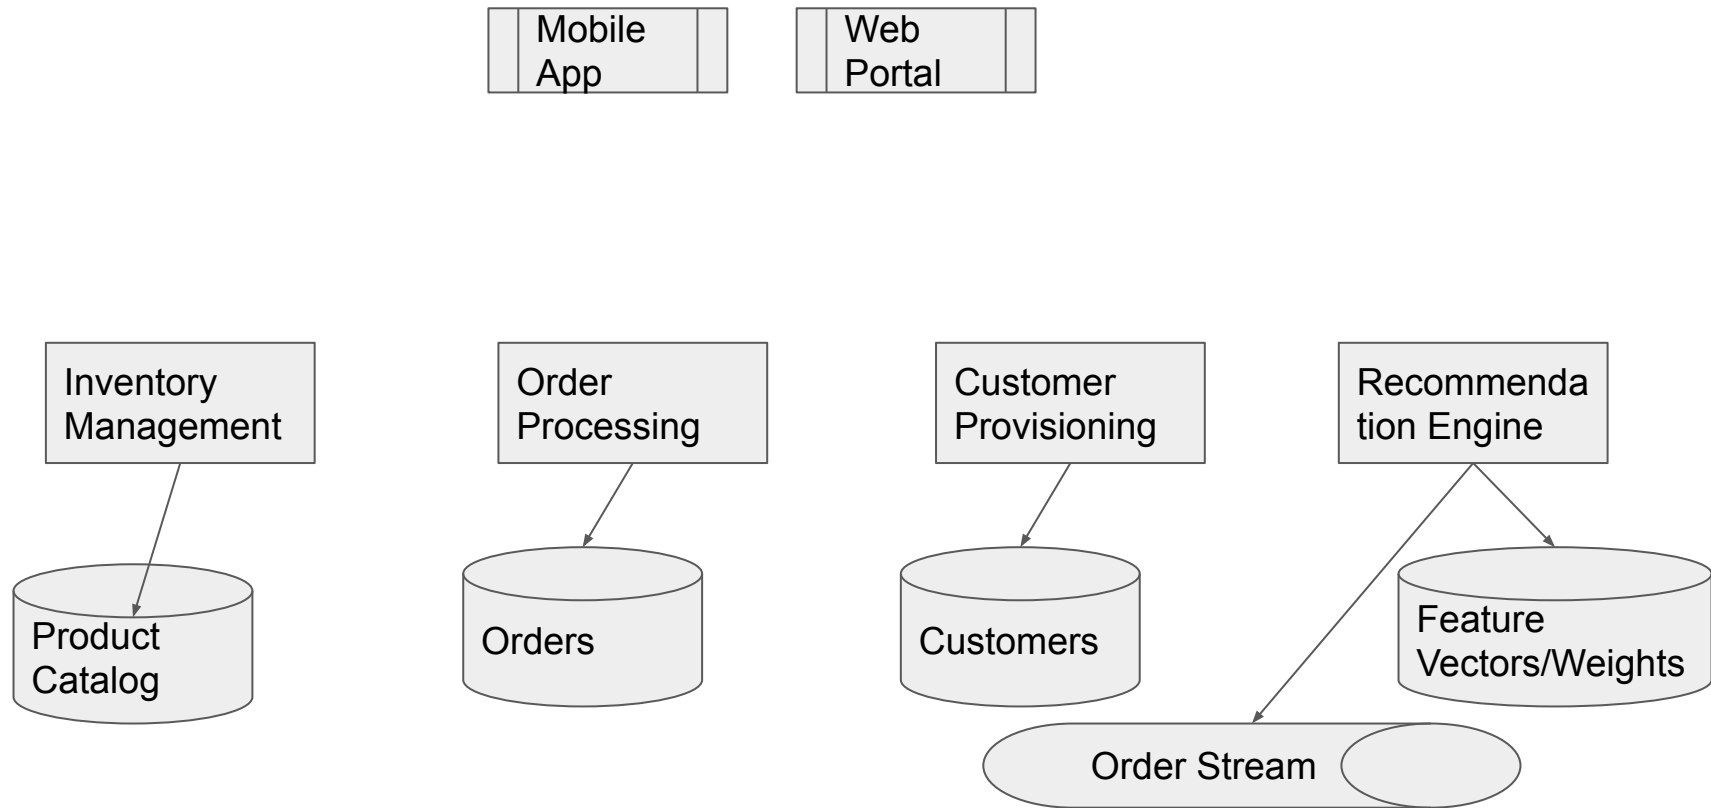 Mobile
App
Web
Portal
Inventory
Management
Order
Processing
Customer
Provisioning
Recommenda
tion Engine
Product
Catalog
Orders
Customers
Feature
Vectors/Weights
Order Stream